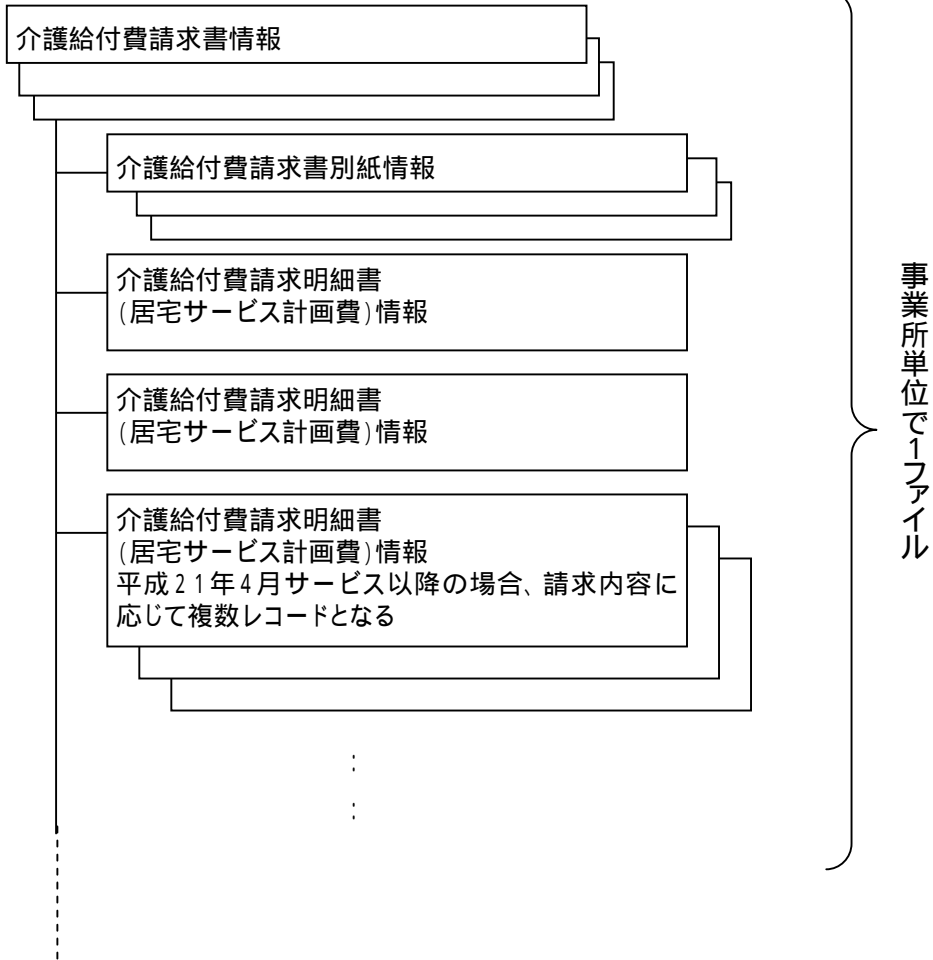 介護給付費請求書情報
介護給付費請求書別紙情報
介護給付費請求明細書
(居宅サービス計画費)情報
介護給付費請求明細書
(居宅サービス計画費)情報
介護給付費請求明細書
(居宅サービス計画費)情報
平成21年4月サービス以降の場合、請求内容に
応じて複数レコードとなる
:
:
事業所単位で1ファイル